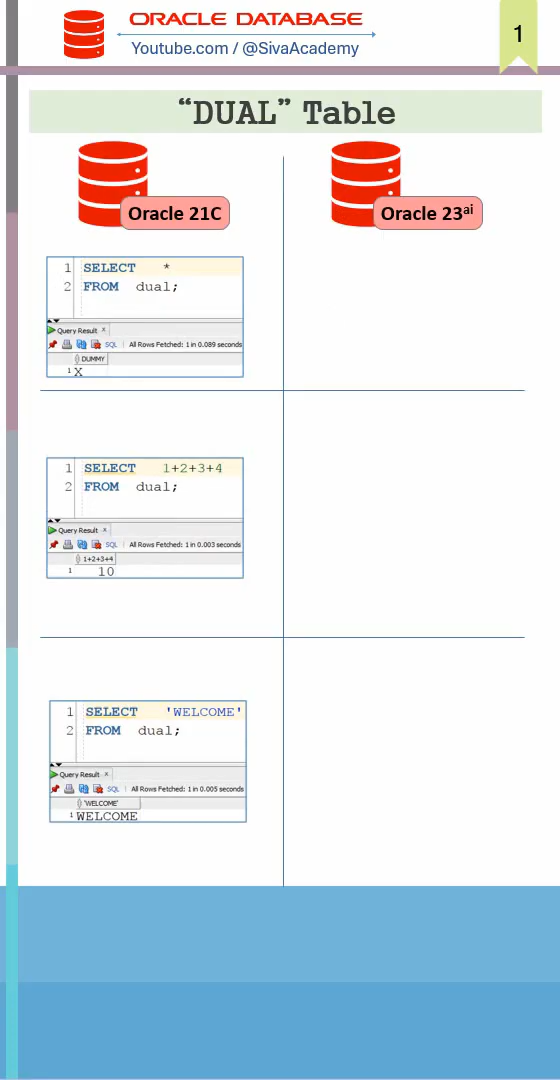 ORACLE DATABASE
Youtube.com / @SivaAcademy
1
“DUAL” Table
Oracle 21C
Oracle 23ai
1 SELECT *
2 FROM dual;
Query Result ×
SQL | All Rows Fetched: 1 in 0.089 seconds
DUMMY
1 X
1 SELECT 1+2+3+4
2 FROM dual;
Query Result ×
SQL | All Rows Fetched: 1 in 0.003 seconds
1+2+3+4
1 10
1 SELECT 'WELCOME'
2 FROM dual;
Query Result ×
SQL | All Rows Fetched: 1 in 0.005 seconds
'WELCOME'
1 WELCOME